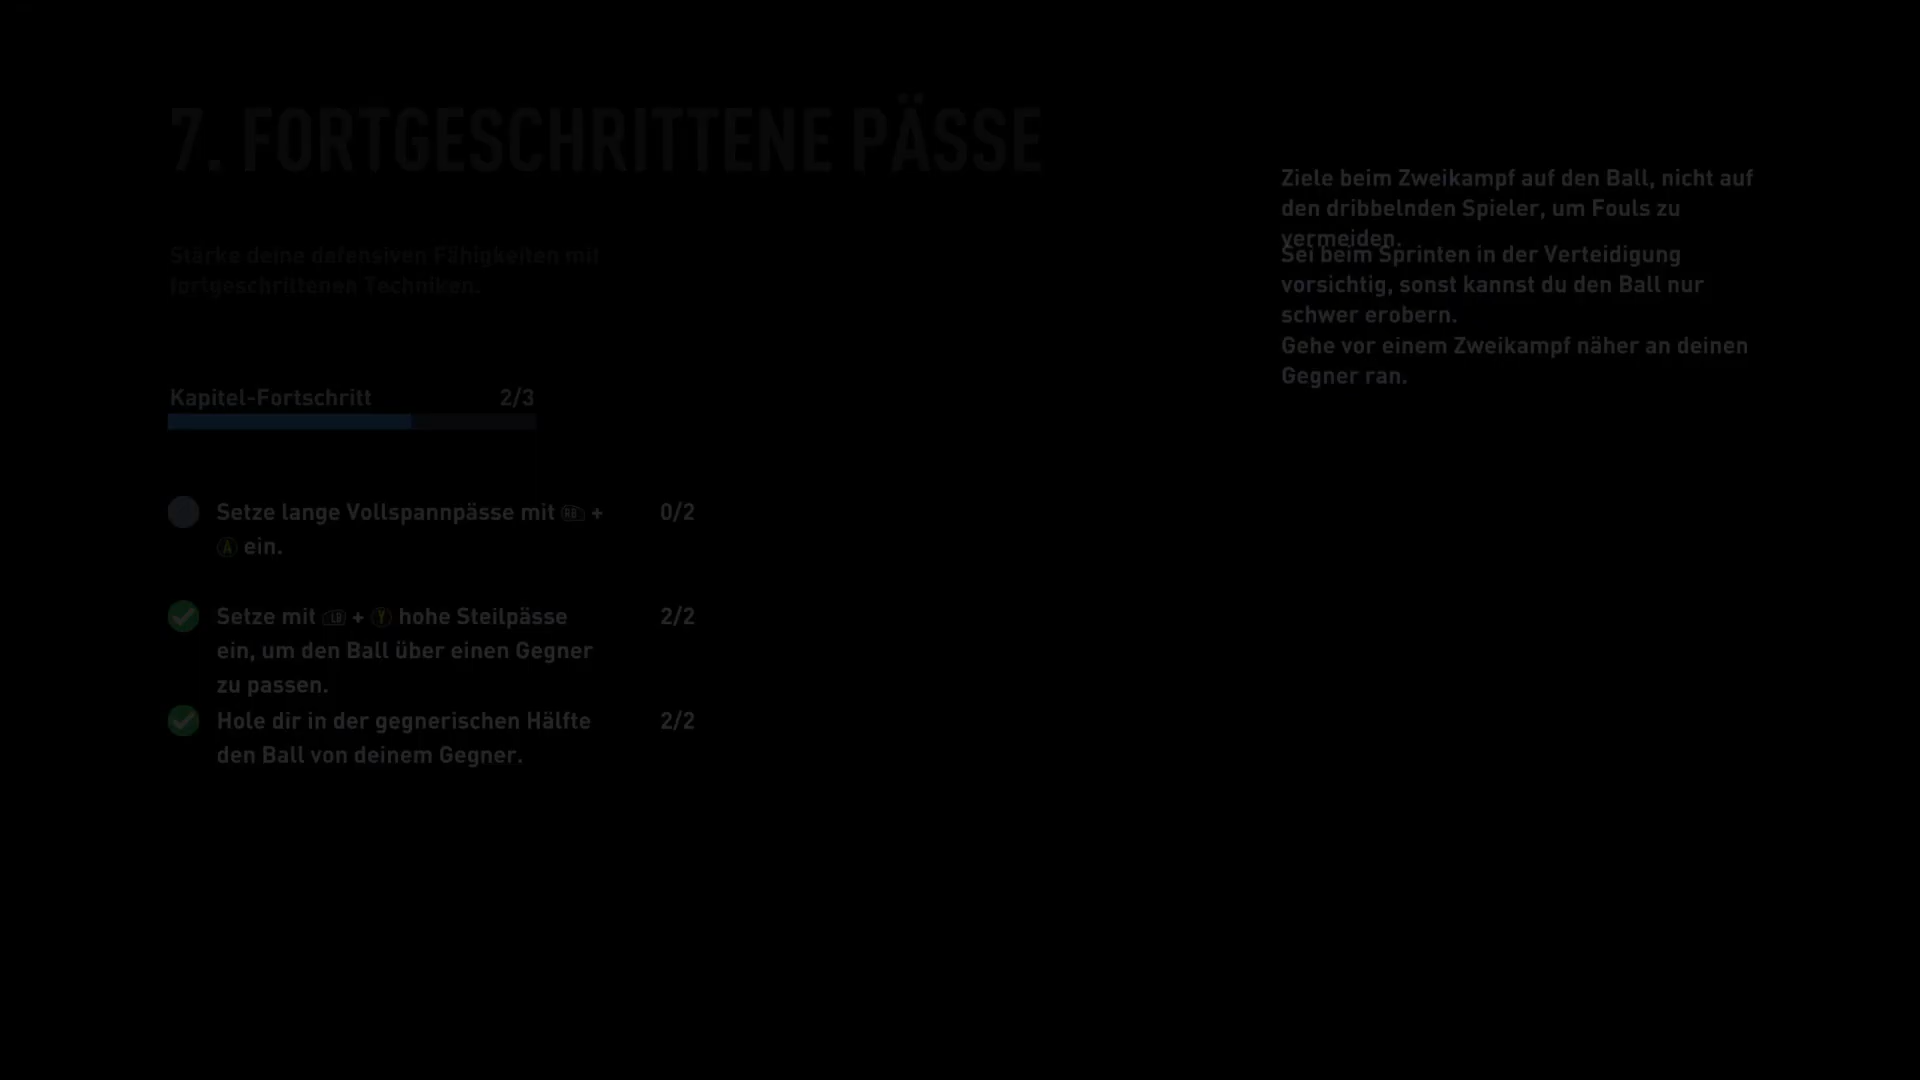 7. FORTGESCHRITTENE PÄSSE
Stärke deine defensiven Fähigkeiten mit
fortgeschrittenen Techniken.
Kapitel-Fortschritt 2/3
Setze lange Vollspannpässe mit RB + 0/2
A ein.
Setze mit LB + Y hohe Steilpässe 2/2
ein, um den Ball über einen Gegner
zu passen.
Hole dir in der gegnerischen Hälfte 2/2
den Ball von deinem Gegner.
Ziele beim Zweikampf auf den Ball, nicht auf
den dribbelnden Spieler, um Fouls zu
vermeiden.
Sei beim Sprinten in der Verteidigung
vorsichtig, sonst kannst du den Ball nur
schwer erobern.
Gehe vor einem Zweikampf näher an deinen
Gegner ran.